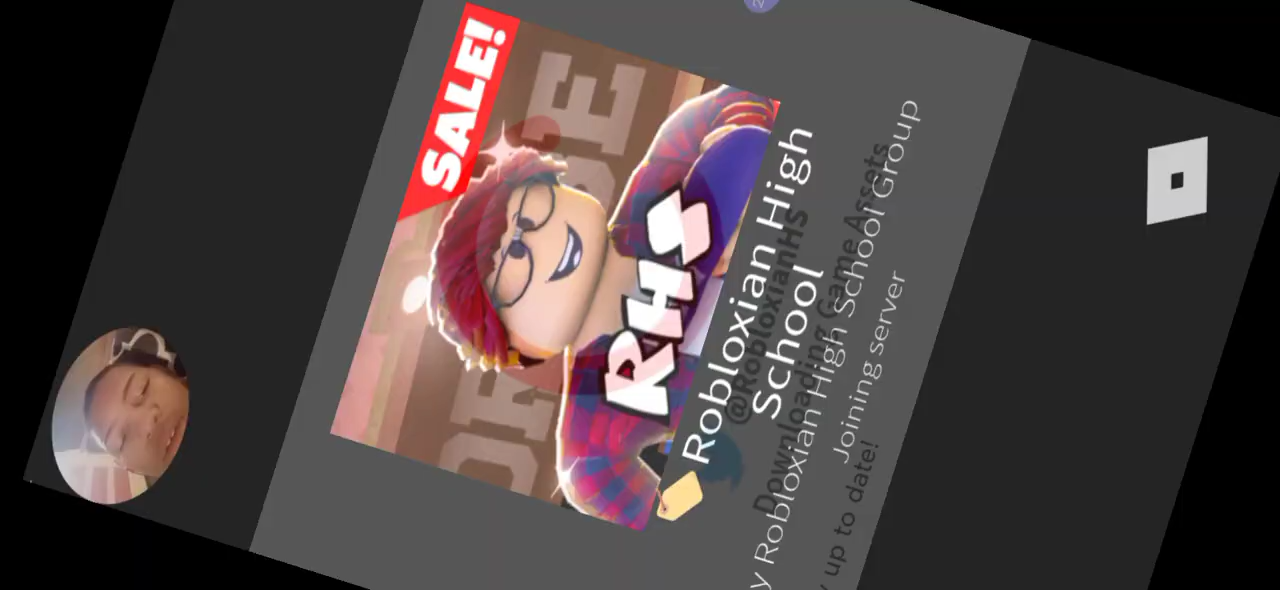 SALE!
RHS
Robloxian High
School
@RobloxianHS
Downloading Game Assets
y Robloxian High School Group
Joining server
y up to date!